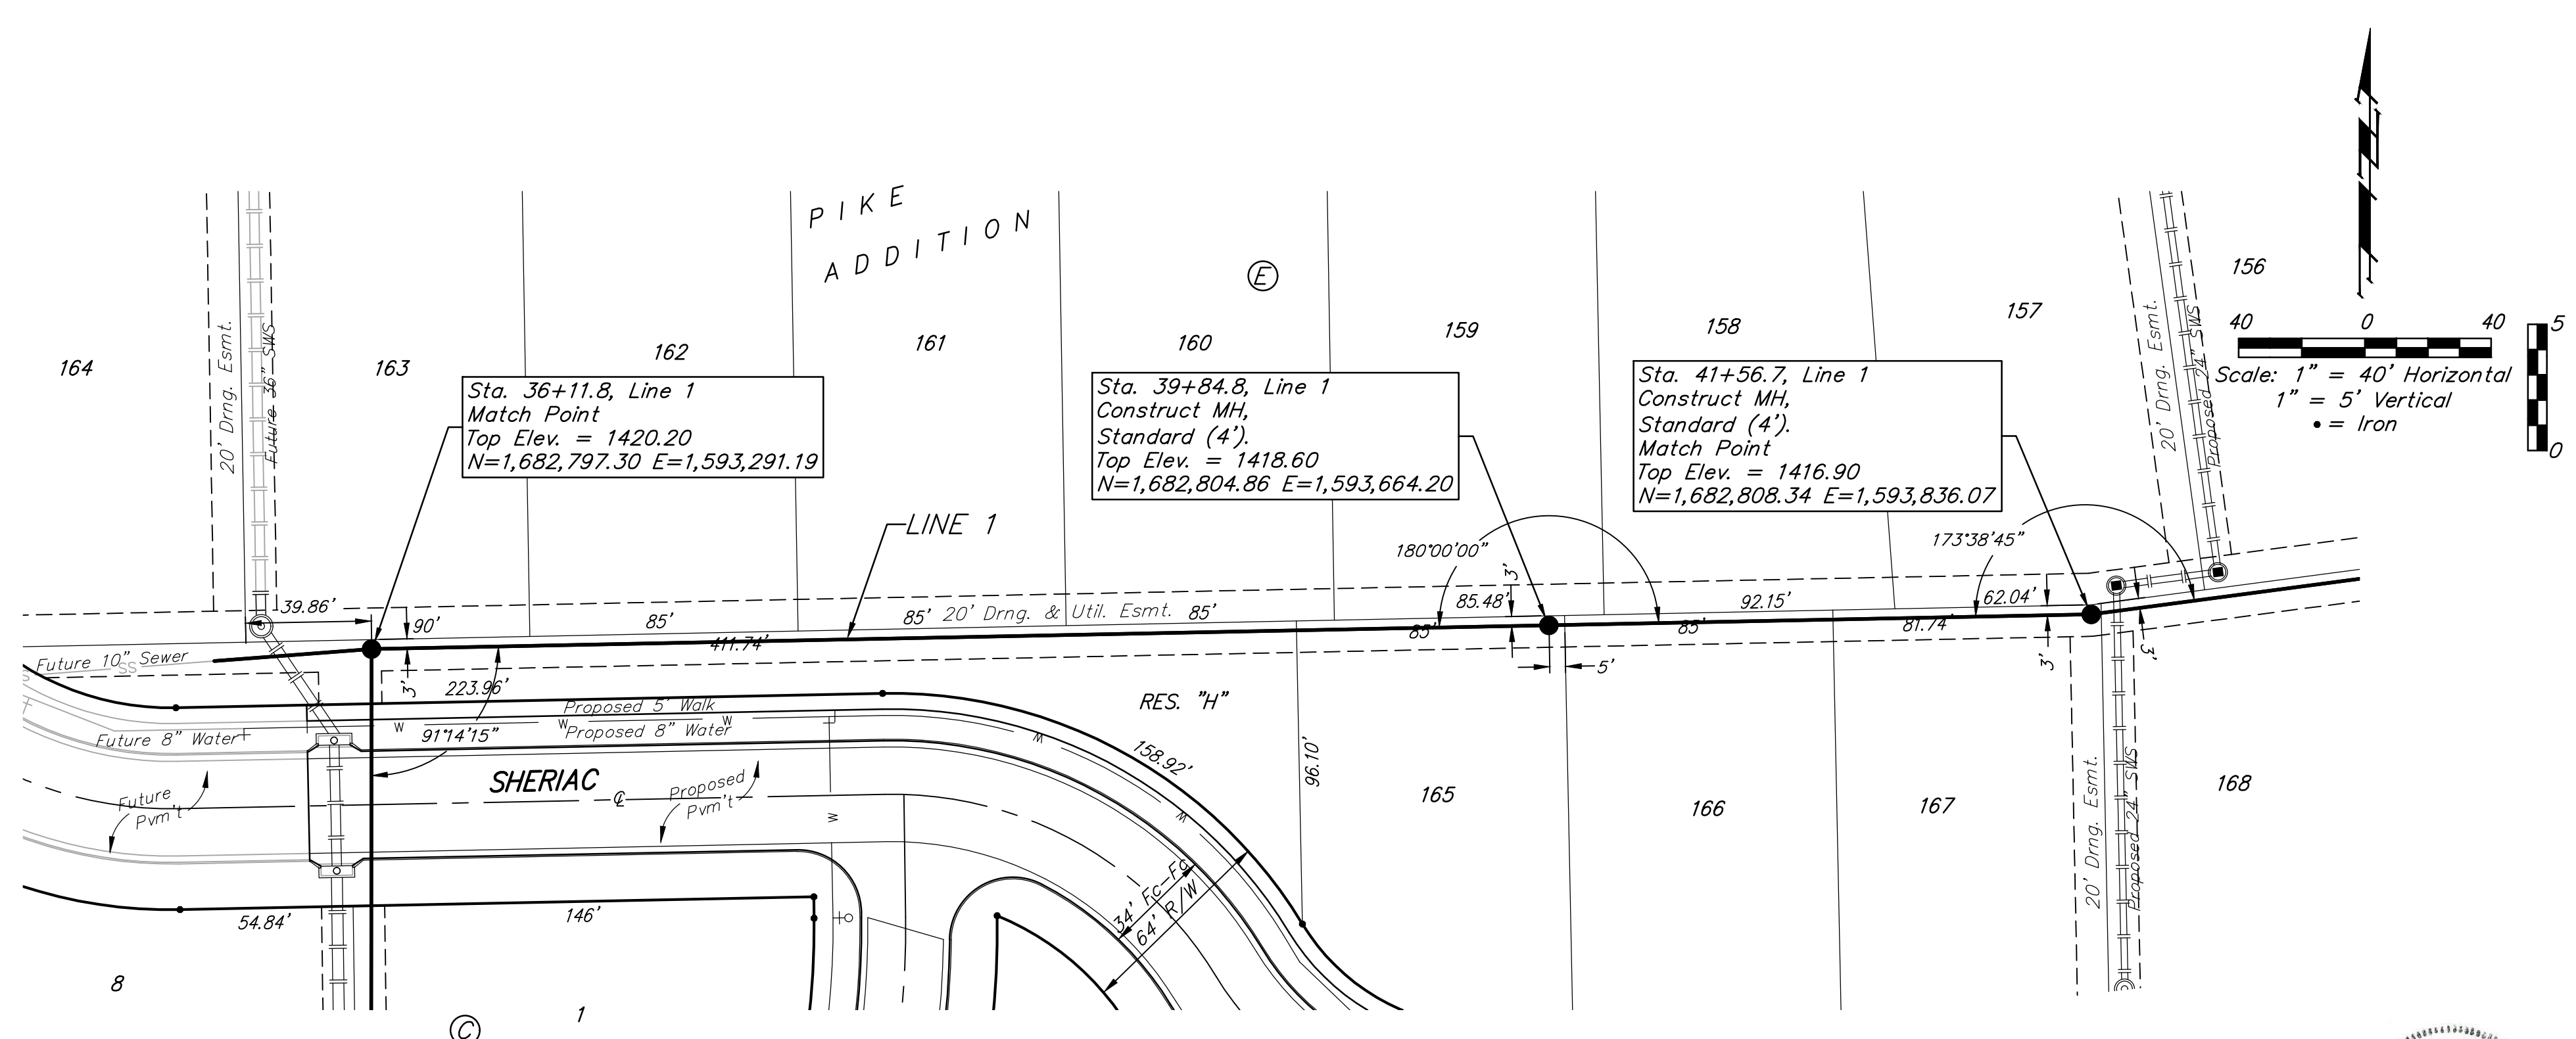 PIKE
ADDITION
E
156
157
158
159
160
161
162
163
164
40 0 40
5
0
Scale: 1" = 40' Horizontal
1" = 5' Vertical
• = Iron
Sta. 36+11.8, Line 1
Match Point
Top Elev. = 1420.20
N=1,682,797.30 E=1,593,291.19
Sta. 39+84.8, Line 1
Construct MH,
Standard (4').
Top Elev. = 1418.60
N=1,682,804.86 E=1,593,664.20
Sta. 41+56.7, Line 1
Construct MH,
Standard (4').
Match Point
Top Elev. = 1416.90
N=1,682,808.34 E=1,593,836.07
20' Drng. Esmt.
Future 36" SWS
20' Drng. Esmt.
Proposed 24" SWS
LINE 1
180°00'00"
173°38'45"
39.86'
90'
85'
85'
20' Drng. & Util. Esmt.
85'
85.48'
3'
92.15'
62.04'
411.74'
85'
85'
81.74'
Future 10" Sewer
SS
3'
223.96'
5'
3'
3'
RES. "H"
Proposed 5' Walk
W W W
Proposed 8" Water
Future 8" Water
91°14'15"
W
158.92'
96.10'
SHERIAC
℄
Future
Pvm't
Proposed
Pvm't
W
W
165
166
167
168
20' Drng. Esmt.
Proposed 24" SWS
34' Fc-Fc
64' R/W
54.84'
146'
8
1
C